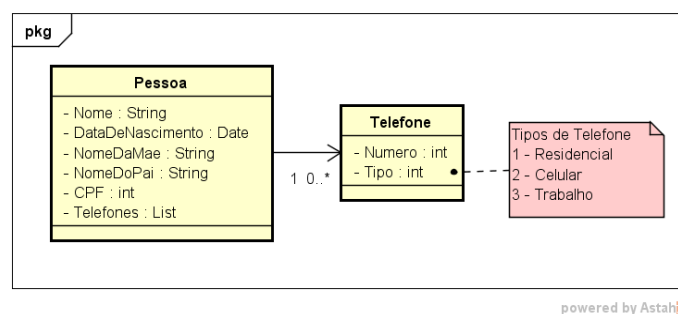 pkg
Pessoa
- Nome : String
- DataDeNascimento : Date
- NomeDaMae : String
- NomeDoPai : String
- CPF : int
- Telefones : List
1 0..*
Telefone
- Numero : int
- Tipo : int
Tipos de Telefone
1 - Residencial
2 - Celular
3 - Trabalho
powered by Astah